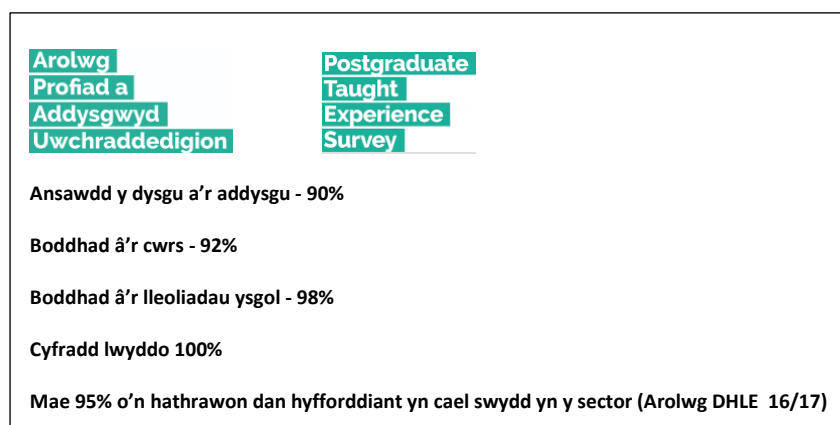 Arolwg
Profiad a
Addysgwyd
Uwchraddedigion
Postgraduate
Taught
Experience
Survey
Ansawdd y dysgu a'r addysgu - 90%
Boddhad â'r cwrs - 92%
Boddhad â'r lleoliadau ysgol - 98%
Cyfradd lwyddo 100%
Mae 95% o'n hathrawon dan hyfforddiant yn cael swydd yn y sector (Arolwg DHLE 16/17)